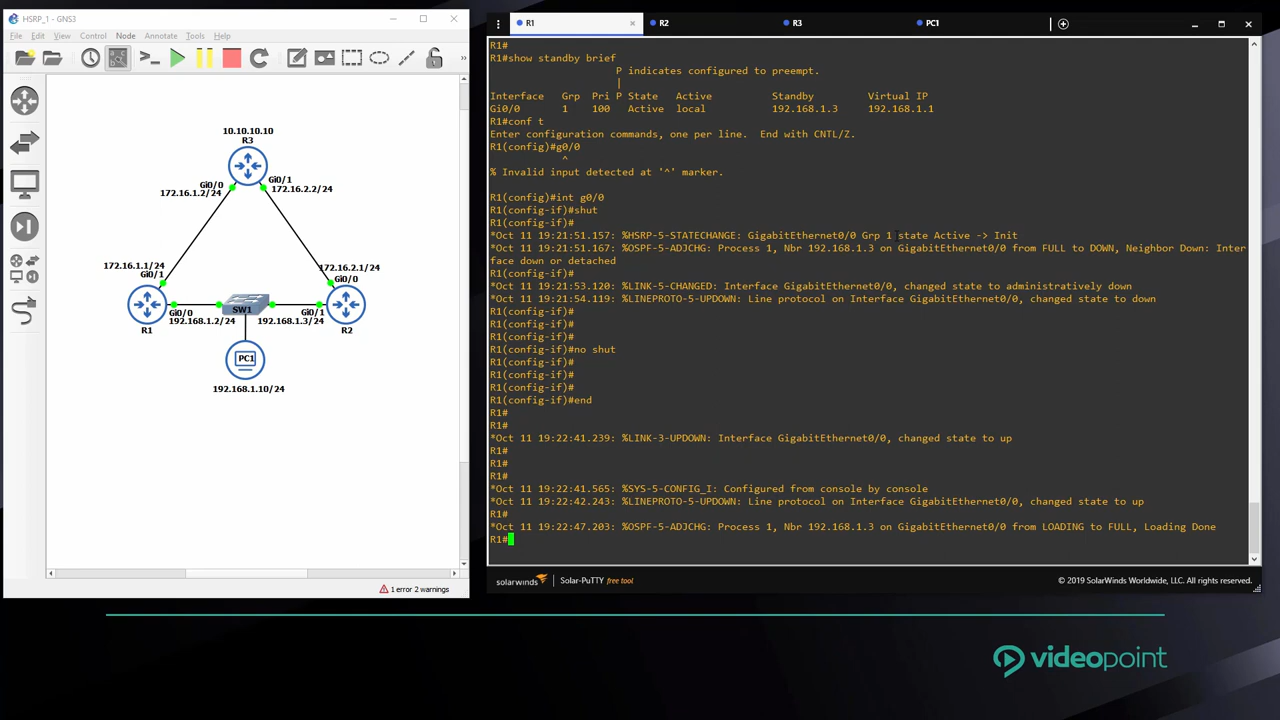 HSRP_1 - GNS3
File Edit View Control Node Annotate Tools Help
10.10.10.10
R3
Gi0/0
Gi0/1
172.16.1.2/24
172.16.2.2/24
172.16.1.1/24
172.16.2.1/24
Gi0/1
Gi0/0
SW1
Gi0/0
Gi0/1
192.168.1.2/24
192.168.1.3/24
R1
R2
PC1
192.168.1.10/24
1 error 2 warnings
R1 R2 R3 PC1
R1#
R1#show standby brief
P indicates configured to preempt.
|
Interface Grp Pri P State Active Standby Virtual IP
Gi0/0 1 100 Active local 192.168.1.3 192.168.1.1
R1#conf t
Enter configuration commands, one per line. End with CNTL/Z.
R1(config)#g0/0
^
% Invalid input detected at '^' marker.
R1(config)#int g0/0
R1(config-if)#shut
R1(config-if)#
*Oct 11 19:21:51.157: %HSRP-5-STATECHANGE: GigabitEthernet0/0 Grp 1 state Active -> Init
*Oct 11 19:21:51.167: %OSPF-5-ADJCHG: Process 1, Nbr 192.168.1.3 on GigabitEthernet0/0 from FULL to DOWN, Neighbor Down: Inter
face down or detached
R1(config-if)#
*Oct 11 19:21:53.120: %LINK-5-CHANGED: Interface GigabitEthernet0/0, changed state to administratively down
*Oct 11 19:21:54.119: %LINEPROTO-5-UPDOWN: Line protocol on Interface GigabitEthernet0/0, changed state to down
R1(config-if)#
R1(config-if)#
R1(config-if)#
R1(config-if)#no shut
R1(config-if)#
R1(config-if)#
R1(config-if)#
R1(config-if)#end
R1#
R1#
*Oct 11 19:22:41.239: %LINK-3-UPDOWN: Interface GigabitEthernet0/0, changed state to up
R1#
R1#
R1#
*Oct 11 19:22:41.565: %SYS-5-CONFIG_I: Configured from console by console
*Oct 11 19:22:42.243: %LINEPROTO-5-UPDOWN: Line protocol on Interface GigabitEthernet0/0, changed state to up
R1#
*Oct 11 19:22:47.203: %OSPF-5-ADJCHG: Process 1, Nbr 192.168.1.3 on GigabitEthernet0/0 from LOADING to FULL, Loading Done
R1#
solarwinds Solar-PuTTY free tool © 2019 SolarWinds Worldwide, LLC. All rights reserved.
videopoint